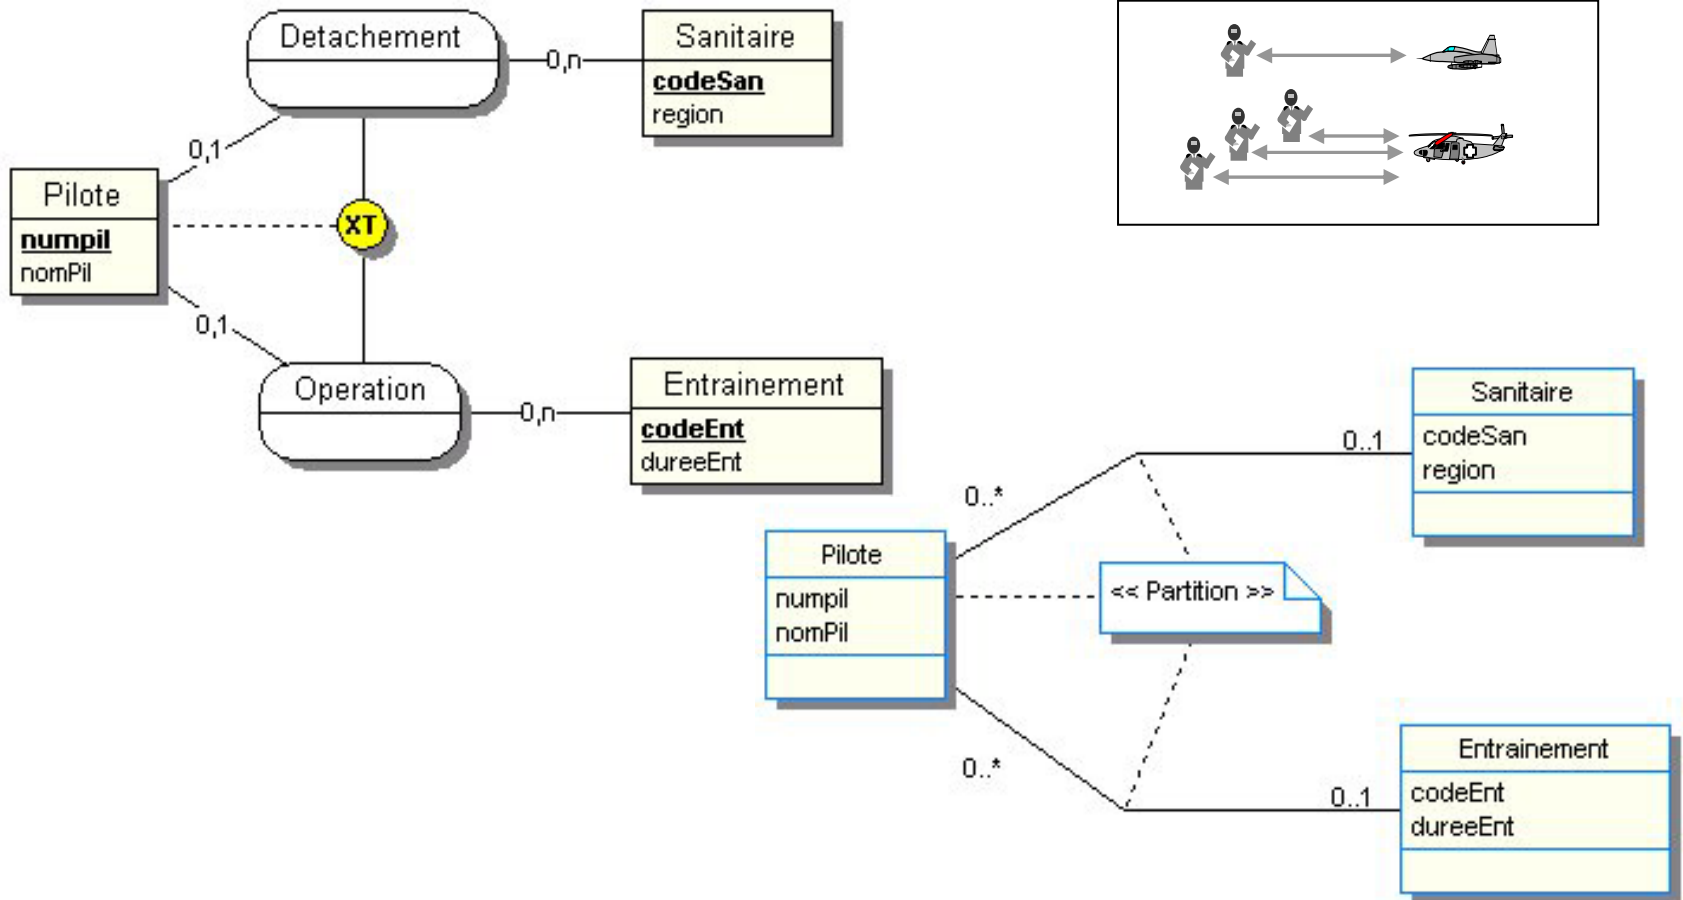 Detachement
0,n
Sanitaire
codeSan
region
0,1
Pilote
numpil
nomPil
XT
0,1
Operation
0,n
Entrainement
codeEnt
dureeEnt
Sanitaire
codeSan
region
0..1
0..*
Pilote
numpil
nomPil
<< Partition >>
0..*
0..1
Entrainement
codeEnt
dureeEnt